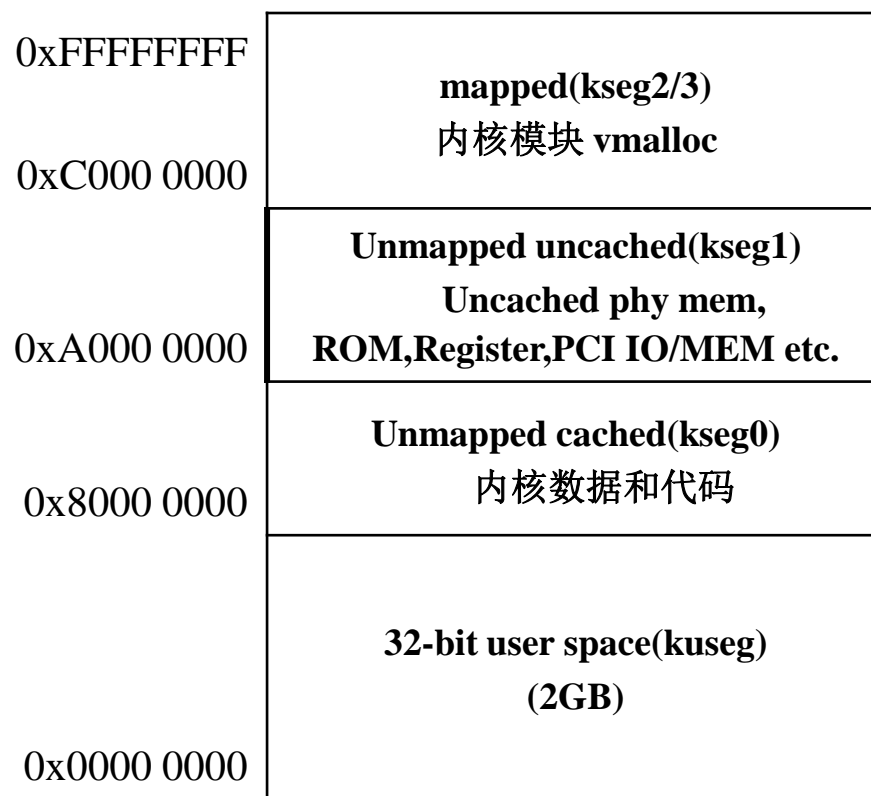 0xFFFFFFFF
mapped(kseg2/3)
内核模块 vmalloc
0xC000 0000
Unmapped uncached(kseg1)
Uncached phy mem,
ROM,Register,PCI IO/MEM etc.
0xA000 0000
Unmapped cached(kseg0)
内核数据和代码
0x8000 0000
32-bit user space(kuseg)
(2GB)
0x0000 0000